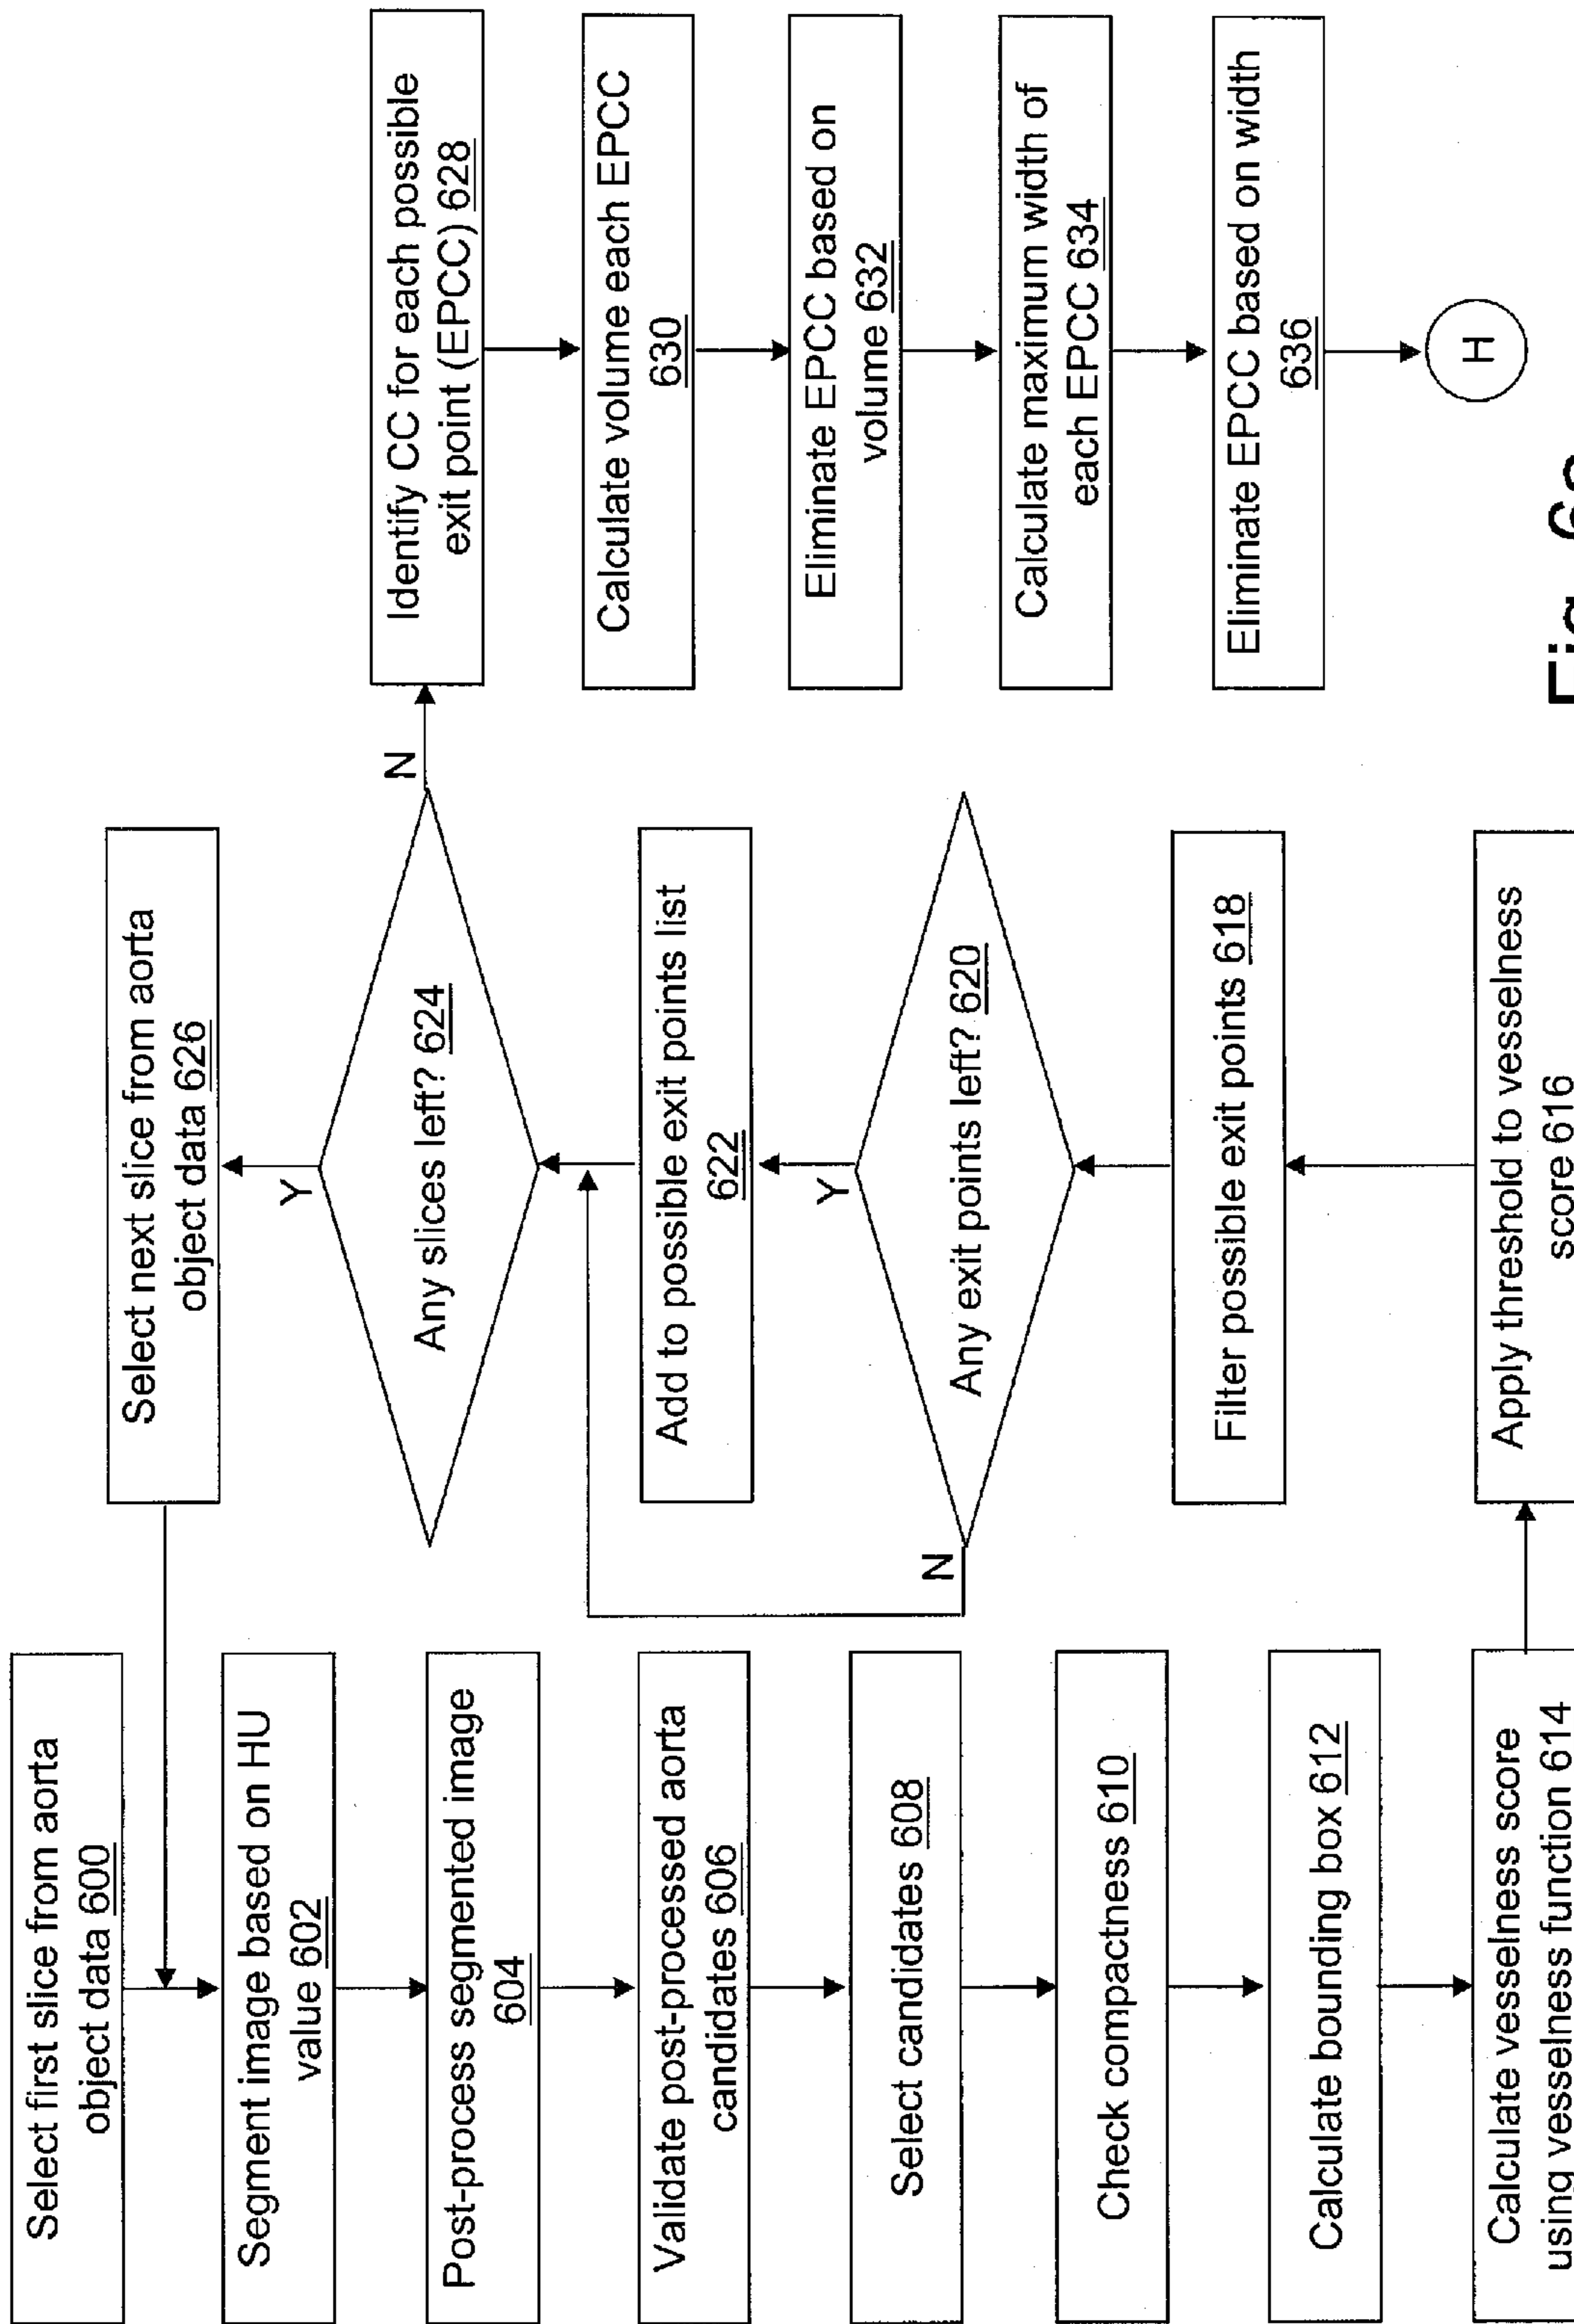 Select first slice from aorta
object data 600
Segment image based on HU
value 602
Post-process segmented image
604
Validate post-processed aorta
candidates 606
Select candidates 608
Check compactness 610
Calculate bounding box 612
Calculate vesselness score
using vesselness function 614
Select next slice from aorta
object data 626
Y
Any slices left? 624
N
Add to possible exit points list
622
Y
Any exit points left? 620
N
Filter possible exit points 618
Apply threshold to vesselness
score 616
Identify CC for each possible
exit point (EPCC) 628
Calculate volume each EPCC
630
Eliminate EPCC based on
volume 632
Calculate maximum width of
each EPCC 634
Eliminate EPCC based on width
636
H
Fig.